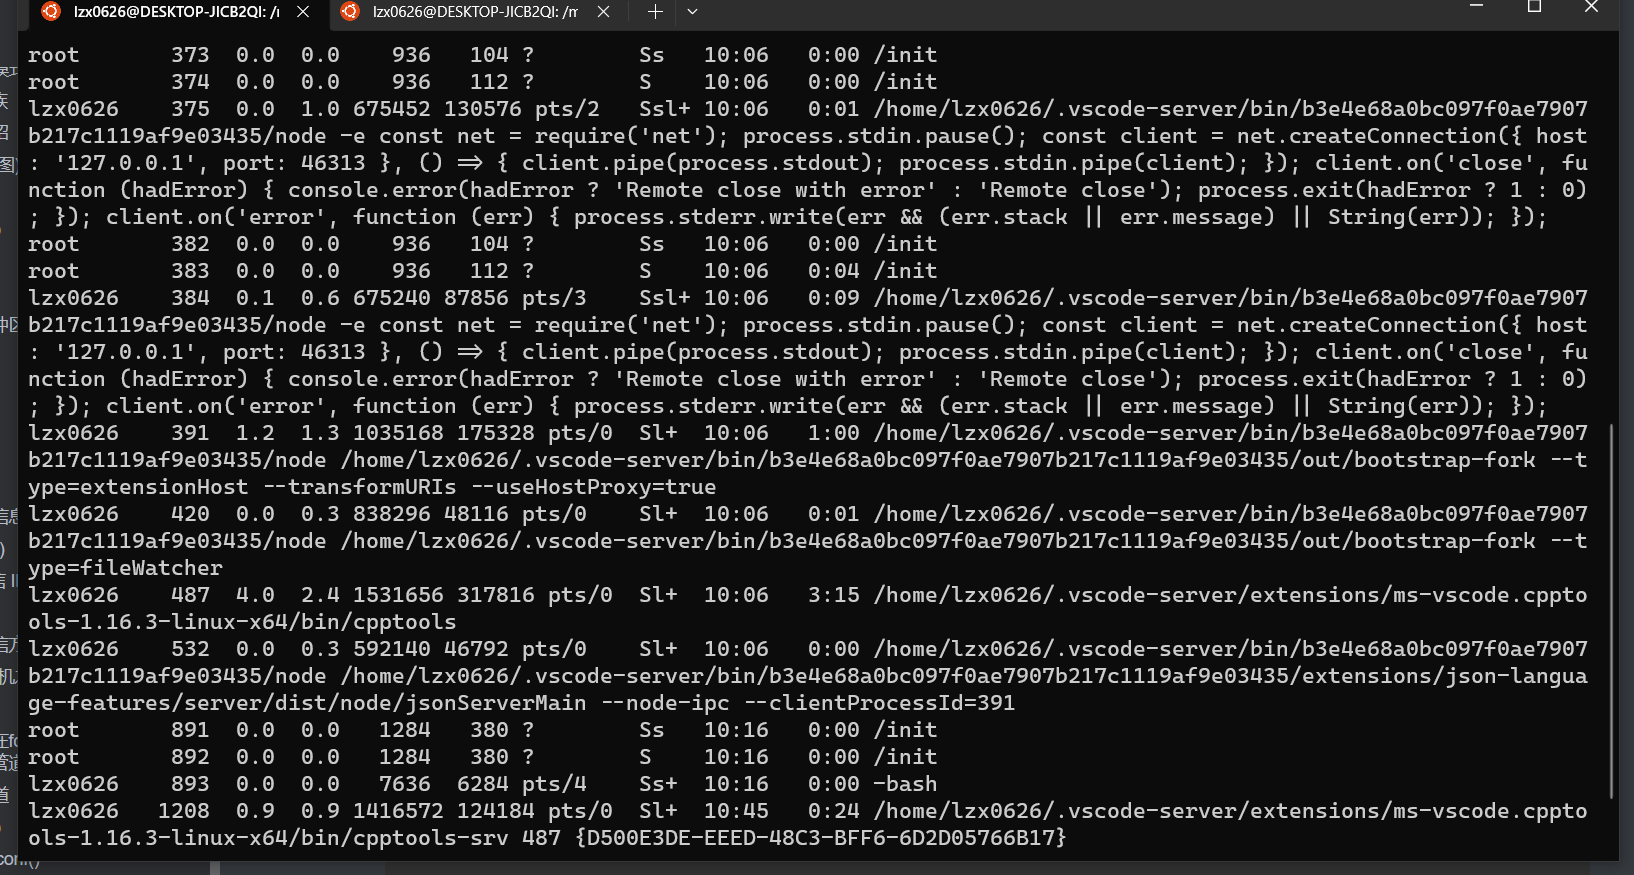 lzx0626@DESKTOP-JICB2QI: /r
lzx0626@DESKTOP-JICB2QI: /m
root       373  0.0  0.0    936   104 ?        Ss   10:06   0:00 /init
root       374  0.0  0.0    936   112 ?        S    10:06   0:00 /init
lzx0626    375  0.0  1.0 675452 130576 pts/2   Ssl+ 10:06   0:01 /home/lzx0626/.vscode-server/bin/b3e4e68a0bc097f0ae7907
b217c1119af9e03435/node -e const net = require('net'); process.stdin.pause(); const client = net.createConnection({ host
: '127.0.0.1', port: 46313 }, () => { client.pipe(process.stdout); process.stdin.pipe(client); }); client.on('close', fu
nction (hadError) { console.error(hadError ? 'Remote close with error' : 'Remote close'); process.exit(hadError ? 1 : 0)
; }); client.on('error', function (err) { process.stderr.write(err && (err.stack || err.message) || String(err)); });
root       382  0.0  0.0    936   104 ?        Ss   10:06   0:00 /init
root       383  0.0  0.0    936   112 ?        S    10:06   0:04 /init
lzx0626    384  0.1  0.6 675240 87856 pts/3    Ssl+ 10:06   0:09 /home/lzx0626/.vscode-server/bin/b3e4e68a0bc097f0ae7907
b217c1119af9e03435/node -e const net = require('net'); process.stdin.pause(); const client = net.createConnection({ host
: '127.0.0.1', port: 46313 }, () => { client.pipe(process.stdout); process.stdin.pipe(client); }); client.on('close', fu
nction (hadError) { console.error(hadError ? 'Remote close with error' : 'Remote close'); process.exit(hadError ? 1 : 0)
; }); client.on('error', function (err) { process.stderr.write(err && (err.stack || err.message) || String(err)); });
lzx0626    391  1.2  1.3 1035168 175328 pts/0  Sl+  10:06   1:00 /home/lzx0626/.vscode-server/bin/b3e4e68a0bc097f0ae7907
b217c1119af9e03435/node /home/lzx0626/.vscode-server/bin/b3e4e68a0bc097f0ae7907b217c1119af9e03435/out/bootstrap-fork --t
ype=extensionHost --transformURIs --useHostProxy=true
lzx0626    420  0.0  0.3 838296 48116 pts/0    Sl+  10:06   0:01 /home/lzx0626/.vscode-server/bin/b3e4e68a0bc097f0ae7907
b217c1119af9e03435/node /home/lzx0626/.vscode-server/bin/b3e4e68a0bc097f0ae7907b217c1119af9e03435/out/bootstrap-fork --t
ype=fileWatcher
lzx0626    487  4.0  2.4 1531656 317816 pts/0  Sl+  10:06   3:15 /home/lzx0626/.vscode-server/extensions/ms-vscode.cppto
ols-1.16.3-linux-x64/bin/cpptools
lzx0626    532  0.0  0.3 592140 46792 pts/0    Sl+  10:06   0:00 /home/lzx0626/.vscode-server/bin/b3e4e68a0bc097f0ae7907
b217c1119af9e03435/node /home/lzx0626/.vscode-server/bin/b3e4e68a0bc097f0ae7907b217c1119af9e03435/extensions/json-langua
ge-features/server/dist/node/jsonServerMain --node-ipc --clientProcessId=391
root       891  0.0  0.0   1284   380 ?        Ss   10:16   0:00 /init
root       892  0.0  0.0   1284   380 ?        S    10:16   0:00 /init
lzx0626    893  0.0  0.0   7636  6284 pts/4    Ss+  10:16   0:00 -bash
lzx0626   1208  0.9  0.9 1416572 124184 pts/0  Sl+  10:45   0:24 /home/lzx0626/.vscode-server/extensions/ms-vscode.cppto
ols-1.16.3-linux-x64/bin/cpptools-srv 487 {D500E3DE-EEED-48C3-BFF6-6D2D05766B17}